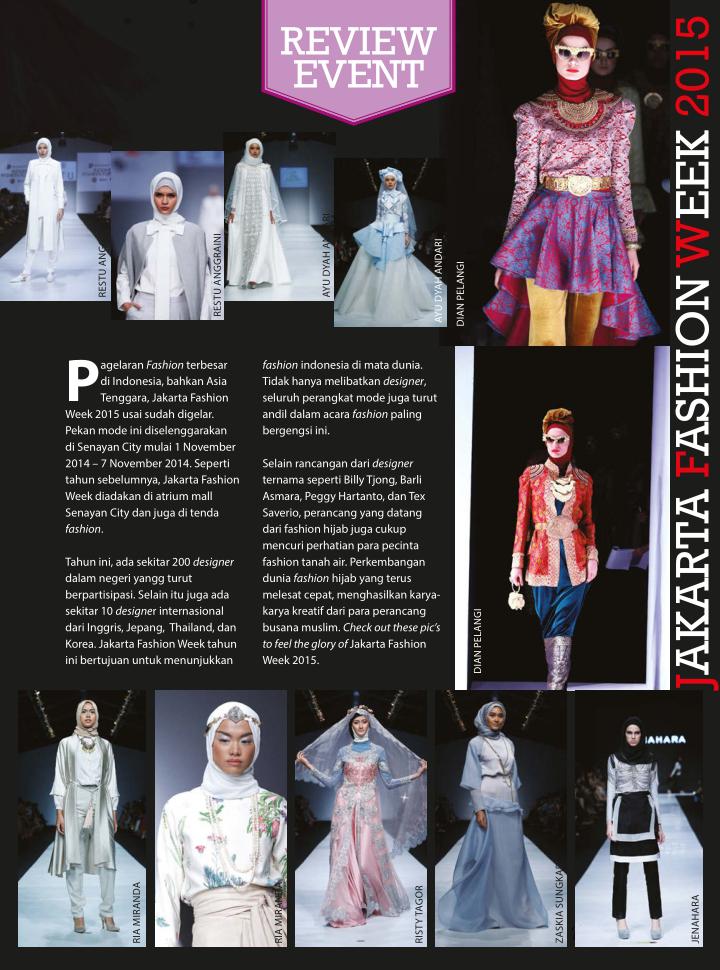 REVIEW
EVENT
JAKARTA FASHION WEEK 2015
RESTU ANG
RESTU ANGGRAINI
AYU DYAH AN ARI
AYU DYAH ANDARI
DIAN PELANGI
Pagelaran Fashion terbesar
di Indonesia, bahkan Asia
Tenggara, Jakarta Fashion
Week 2015 usai sudah digelar.
Pekan mode ini diselenggarakan
di Senayan City mulai 1 November
2014 – 7 November 2014. Seperti
tahun sebelumnya, Jakarta Fashion
Week diadakan di atrium mall
Senayan City dan juga di tenda
fashion.
Tahun ini, ada sekitar 200 designer
dalam negeri yangg turut
berpartisipasi. Selain itu juga ada
sekitar 10 designer internasional
dari Inggris, Jepang, Thailand, dan
Korea. Jakarta Fashion Week tahun
ini bertujuan untuk menunjukkan
fashion indonesia di mata dunia.
Tidak hanya melibatkan designer,
seluruh perangkat mode juga turut
andil dalam acara fashion paling
bergengsi ini.
Selain rancangan dari designer
ternama seperti Billy Tjong, Barli
Asmara, Peggy Hartanto, dan Tex
Saverio, perancang yang datang
dari fashion hijab juga cukup
mencuri perhatian para pecinta
fashion tanah air. Perkembangan
dunia fashion hijab yang terus
melesat cepat, menghasilkan karya-
karya kreatif dari para perancang
busana muslim. Check out these pic's
to feel the glory of Jakarta Fashion
Week 2015.
DIAN PELANGI
RIA MIRANDA
RIA MIRANDA
RISTY TAGOR
ZASKIA SUNGKAR
JAHARA
JENAHARA